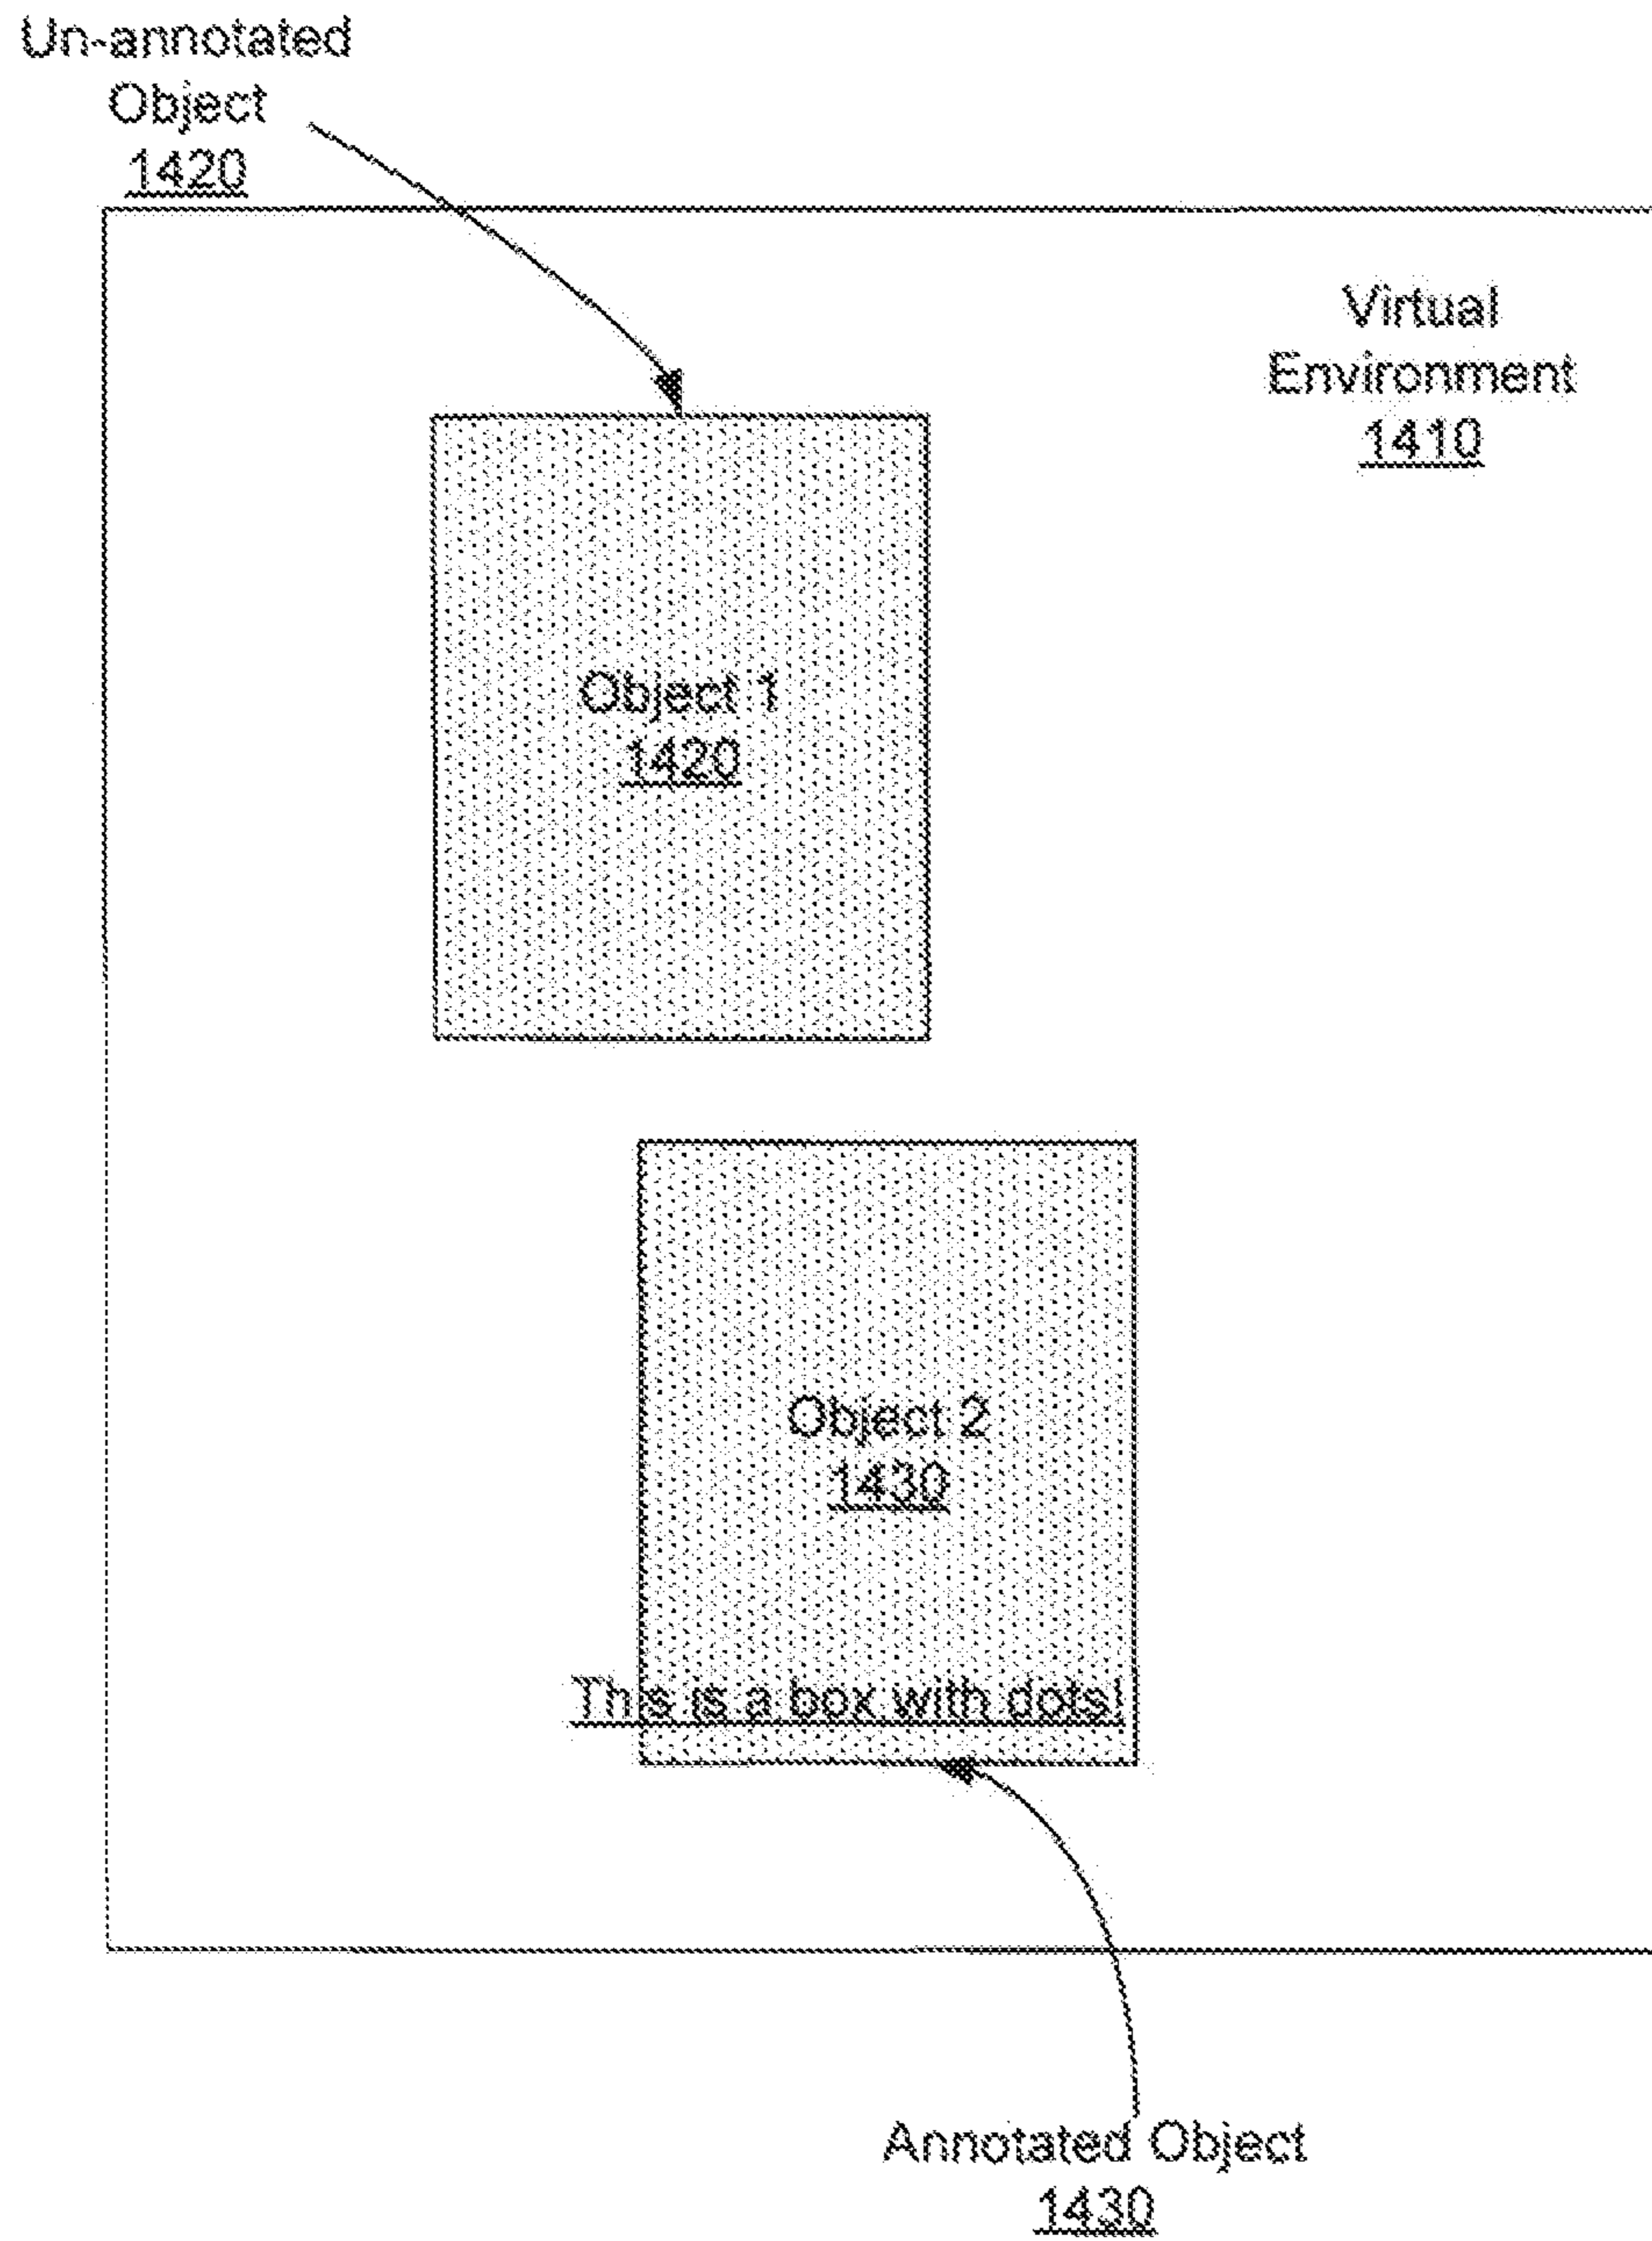 Un-annotated
Object
1420
Virtual
Environment
1410
Object 1
1420
Object 2
1430
This is a box with dots!
Annotated Object
1430